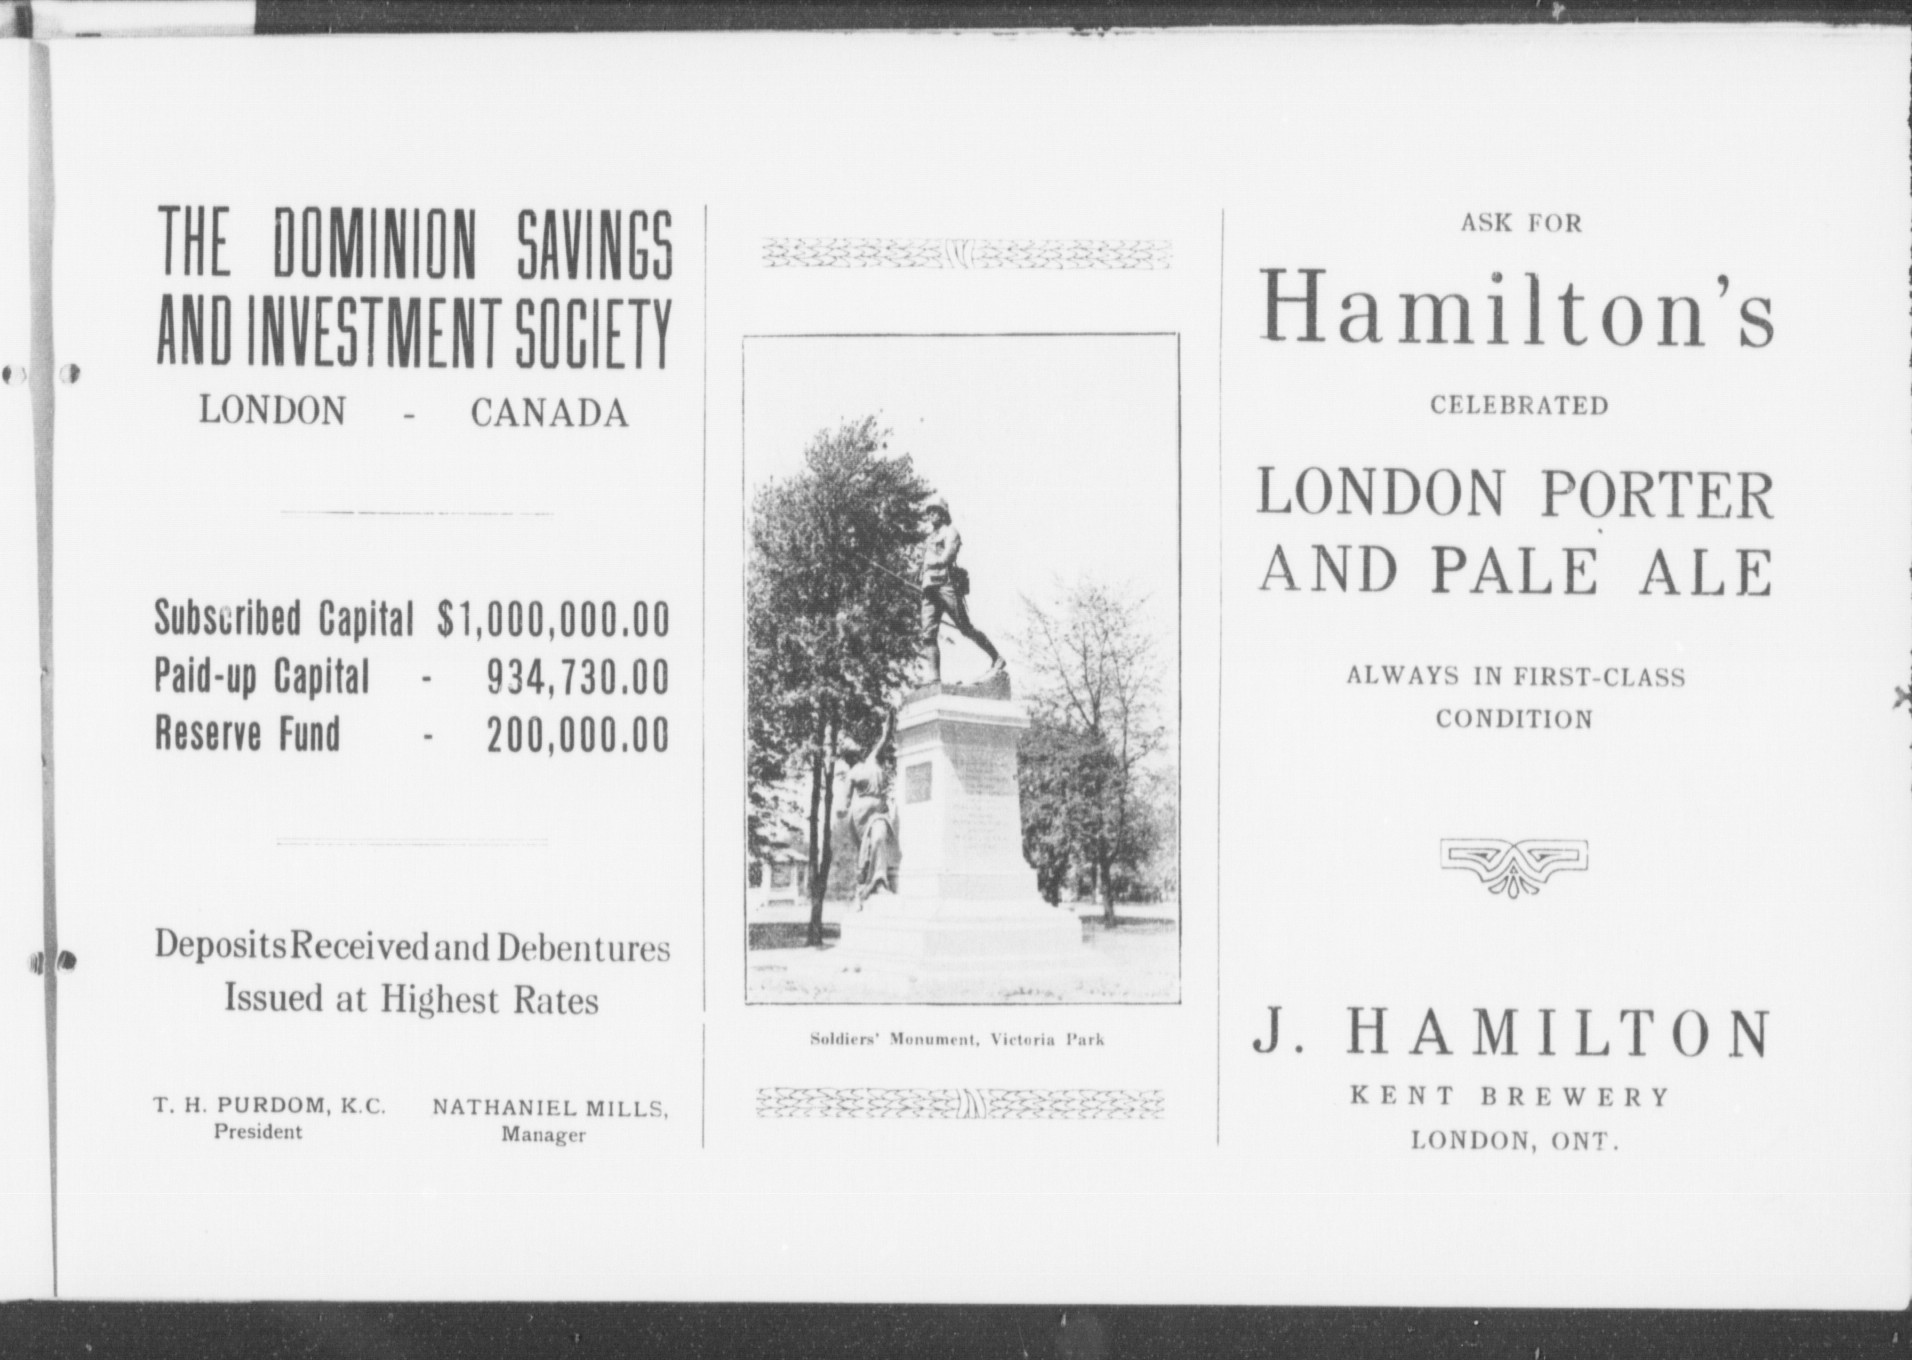 THE DOMINION SAVINGS
AND INVESTMENT SOCIETY
LONDON - CANADA
Subscribed Capital $1,000,000.00
Paid-up Capital - 934,730.00
Reserve Fund - 200,000.00
Deposits Received and Debentures
Issued at Highest Rates
T. H. PURDOM, K.C.
President
NATHANIEL MILLS,
Manager
Soldiers' Monument, Victoria Park
ASK FOR
Hamilton's
CELEBRATED
LONDON PORTER
AND PALE ALE
ALWAYS IN FIRST-CLASS
CONDITION
J. HAMILTON
KENT BREWERY
LONDON, ONT.